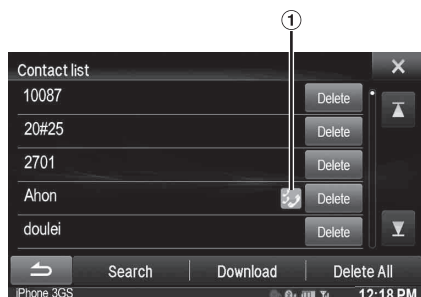 ①
Contact list
10087 Delete
20#25 Delete
2701 Delete
Ahon Delete
doulei Delete
Search Download Delete All
iPhone 3GS 12:18 PM